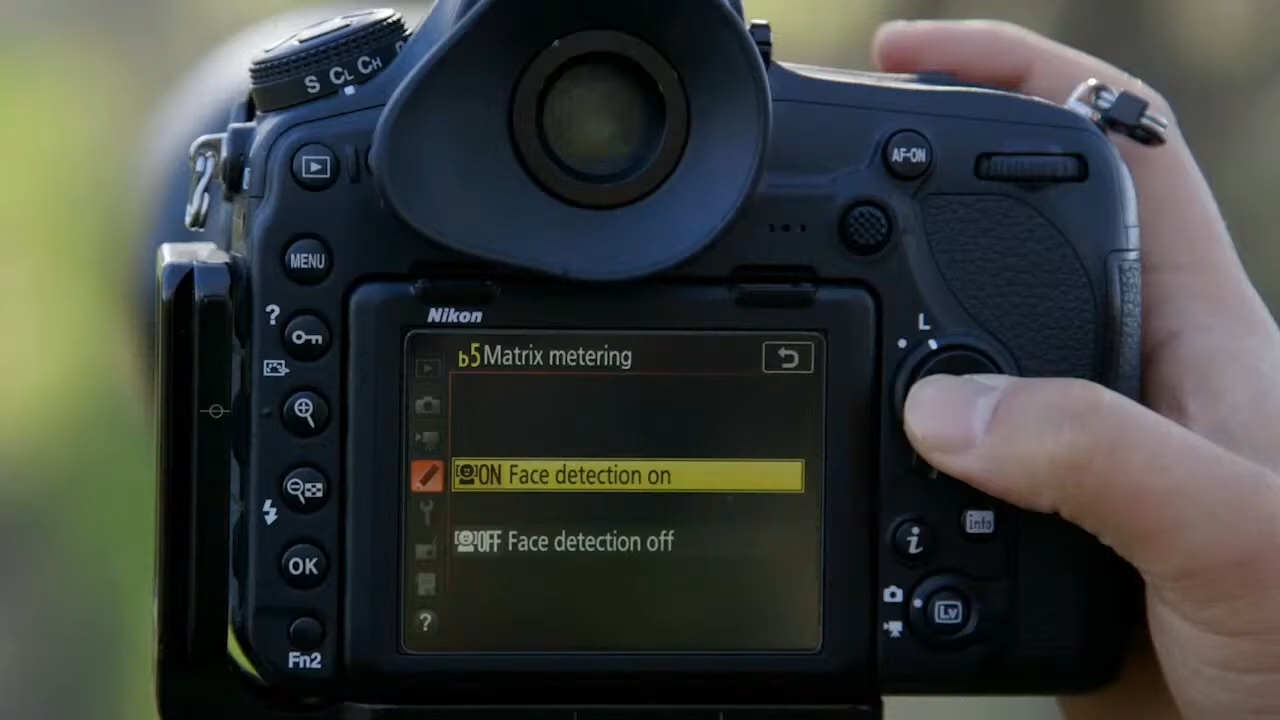 S CL CH
AF-ON
MENU
?
L
Nikon
b5 Matrix metering
ON Face detection on
OFF Face detection off
?
info
i
OK
Lv
Fn2